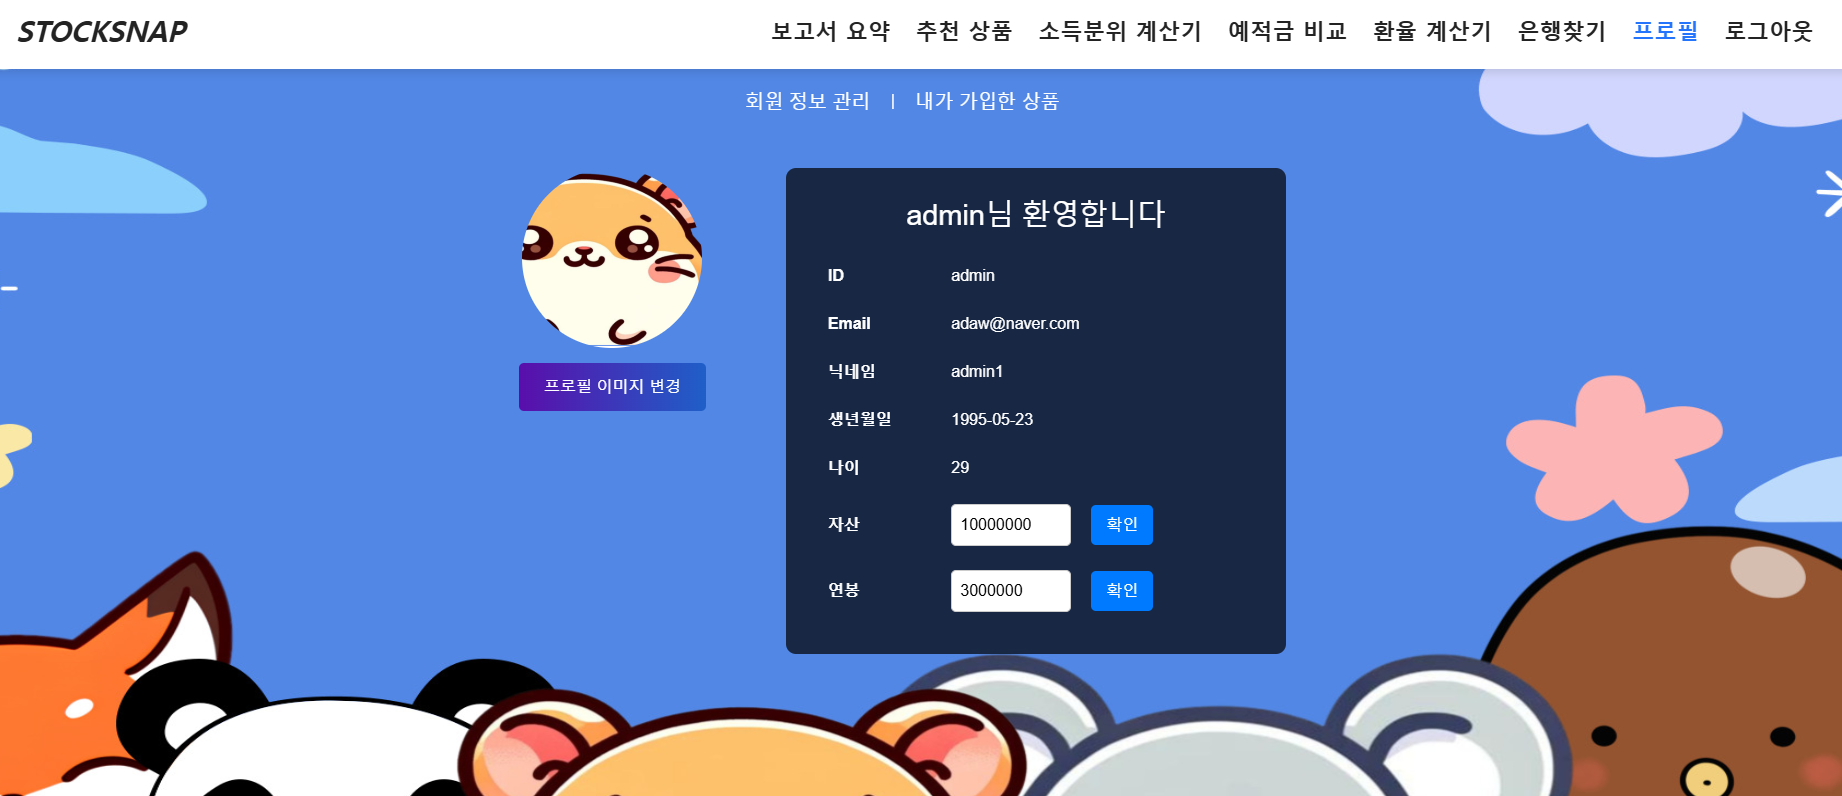 STOCKSNAP 보고서 요약 추천 상품 소득분위 계산기 예적금 비교 환율 계산기 은행찾기 프로필 로그아웃
회원 정보 관리 | 내가 가입한 상품
프로필 이미지 변경
admin님 환영합니다
ID admin
Email adaw@naver.com
닉네임 admin1
생년월일 1995-05-23
나이 29
자산 10000000 확인
연봉 3000000 확인